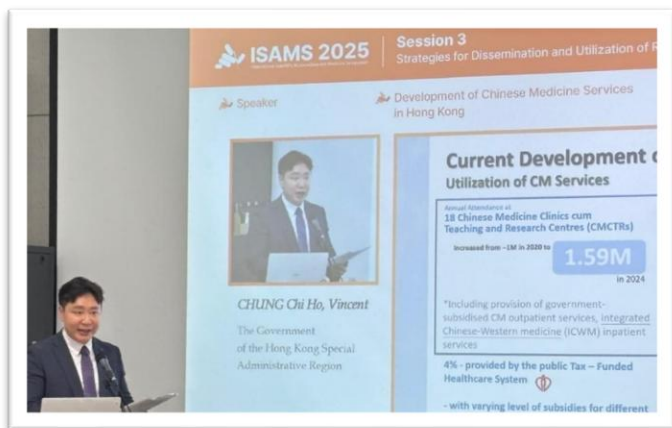 ISAMS 2025
Session 3
Strategies for Dissemination and Utilization of R
Speaker
Development of Chinese Medicine Services
in Hong Kong
CHUNG Chi Ho, Vincent
The Government
of the Hong Kong Special
Administrative Region
Current Development
Utilization of CM Services
Annual Attendance at
18 Chinese Medicine Clinics cum
Teaching and Research Centres (CMCTRs)
Increased from ~1M in 2020 to
1.59M
in 2024
*Including provision of government-
subsidised CM outpatient services, integrated
Chinese-Western medicine (ICWM) inpatient
services
4% - provided by the public Tax – Funded
Healthcare System
- with varying level of subsidies for different